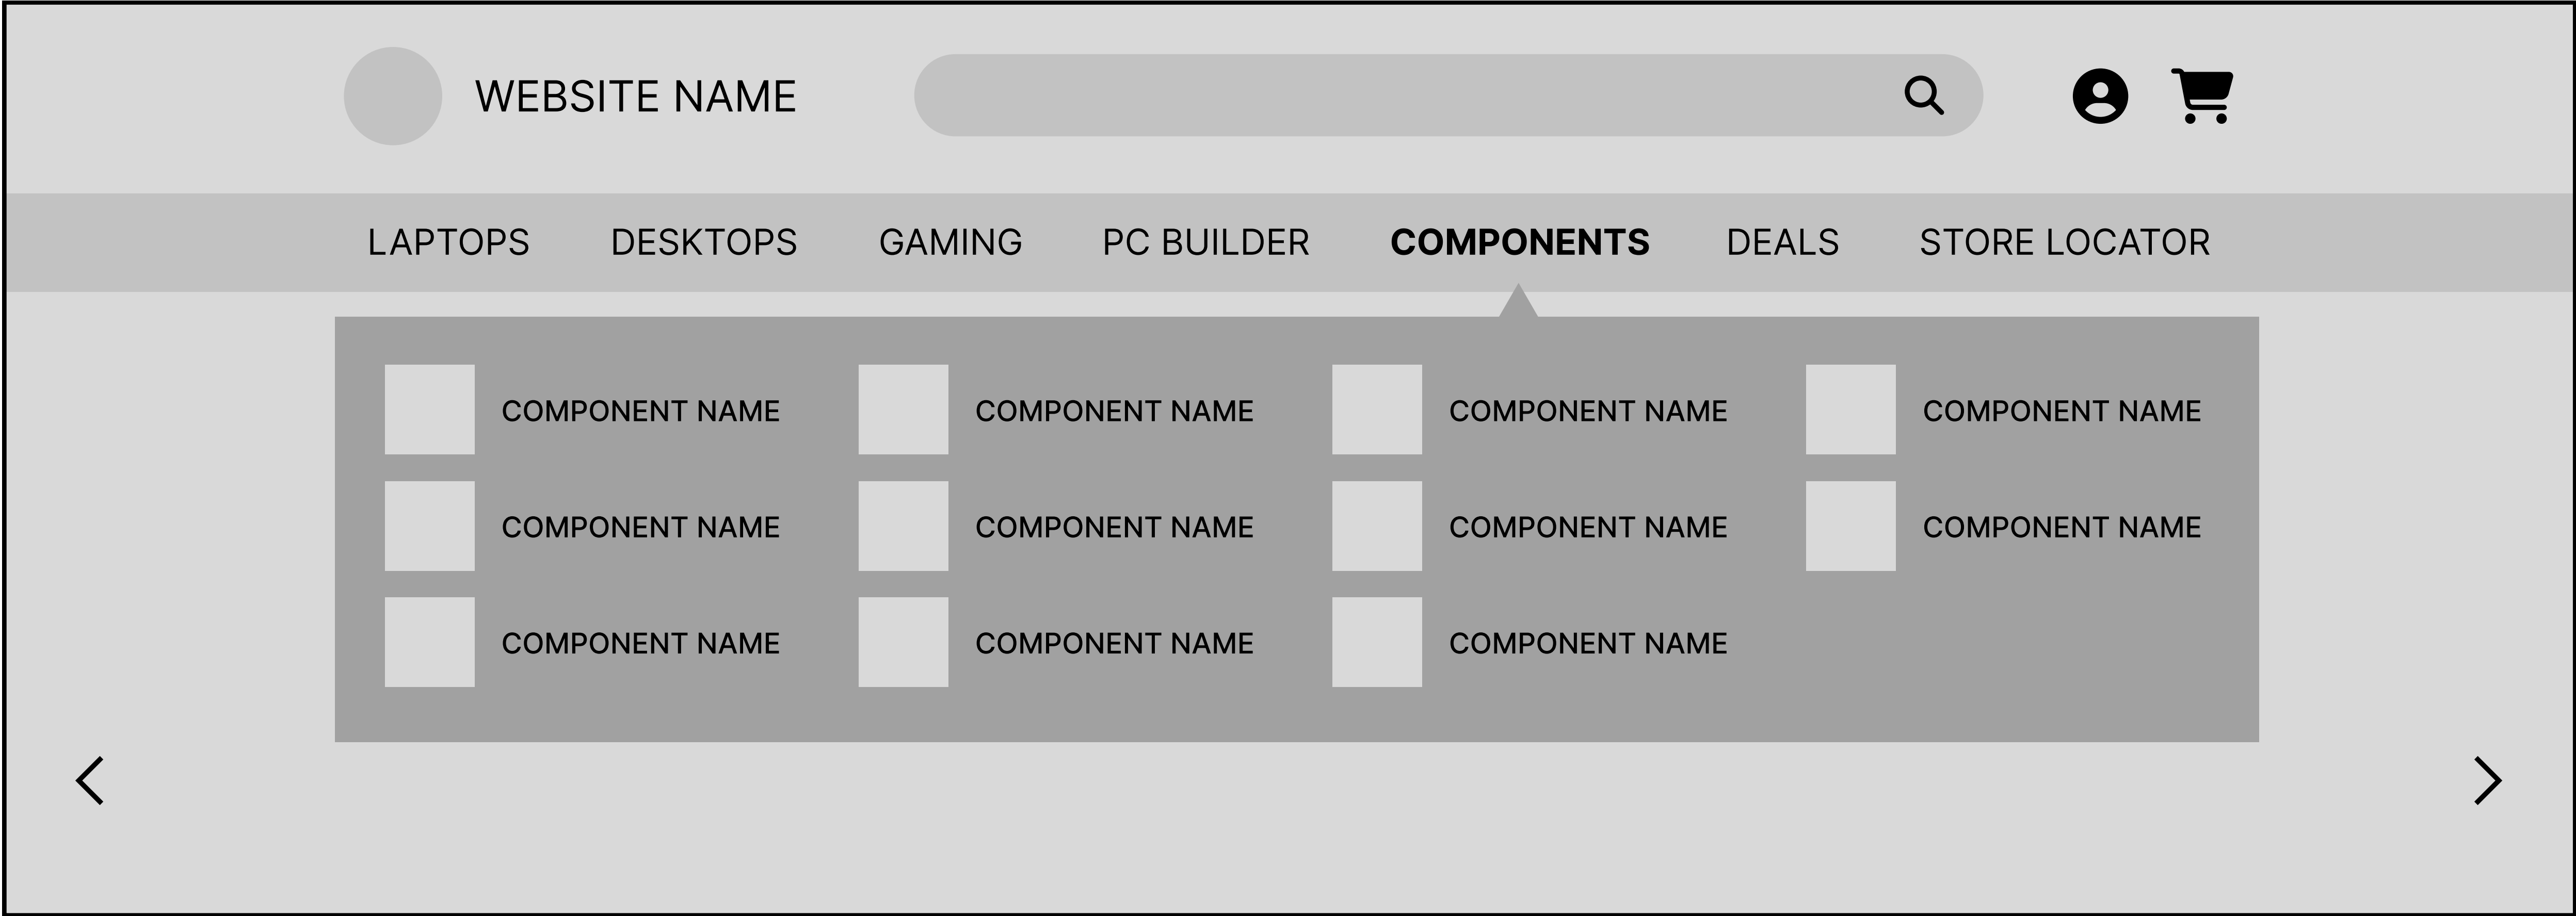 WEBSITE NAME
LAPTOPS DESKTOPS GAMING PC BUILDER COMPONENTS DEALS STORE LOCATOR
COMPONENT NAME COMPONENT NAME COMPONENT NAME COMPONENT NAME
COMPONENT NAME COMPONENT NAME COMPONENT NAME COMPONENT NAME
COMPONENT NAME COMPONENT NAME COMPONENT NAME